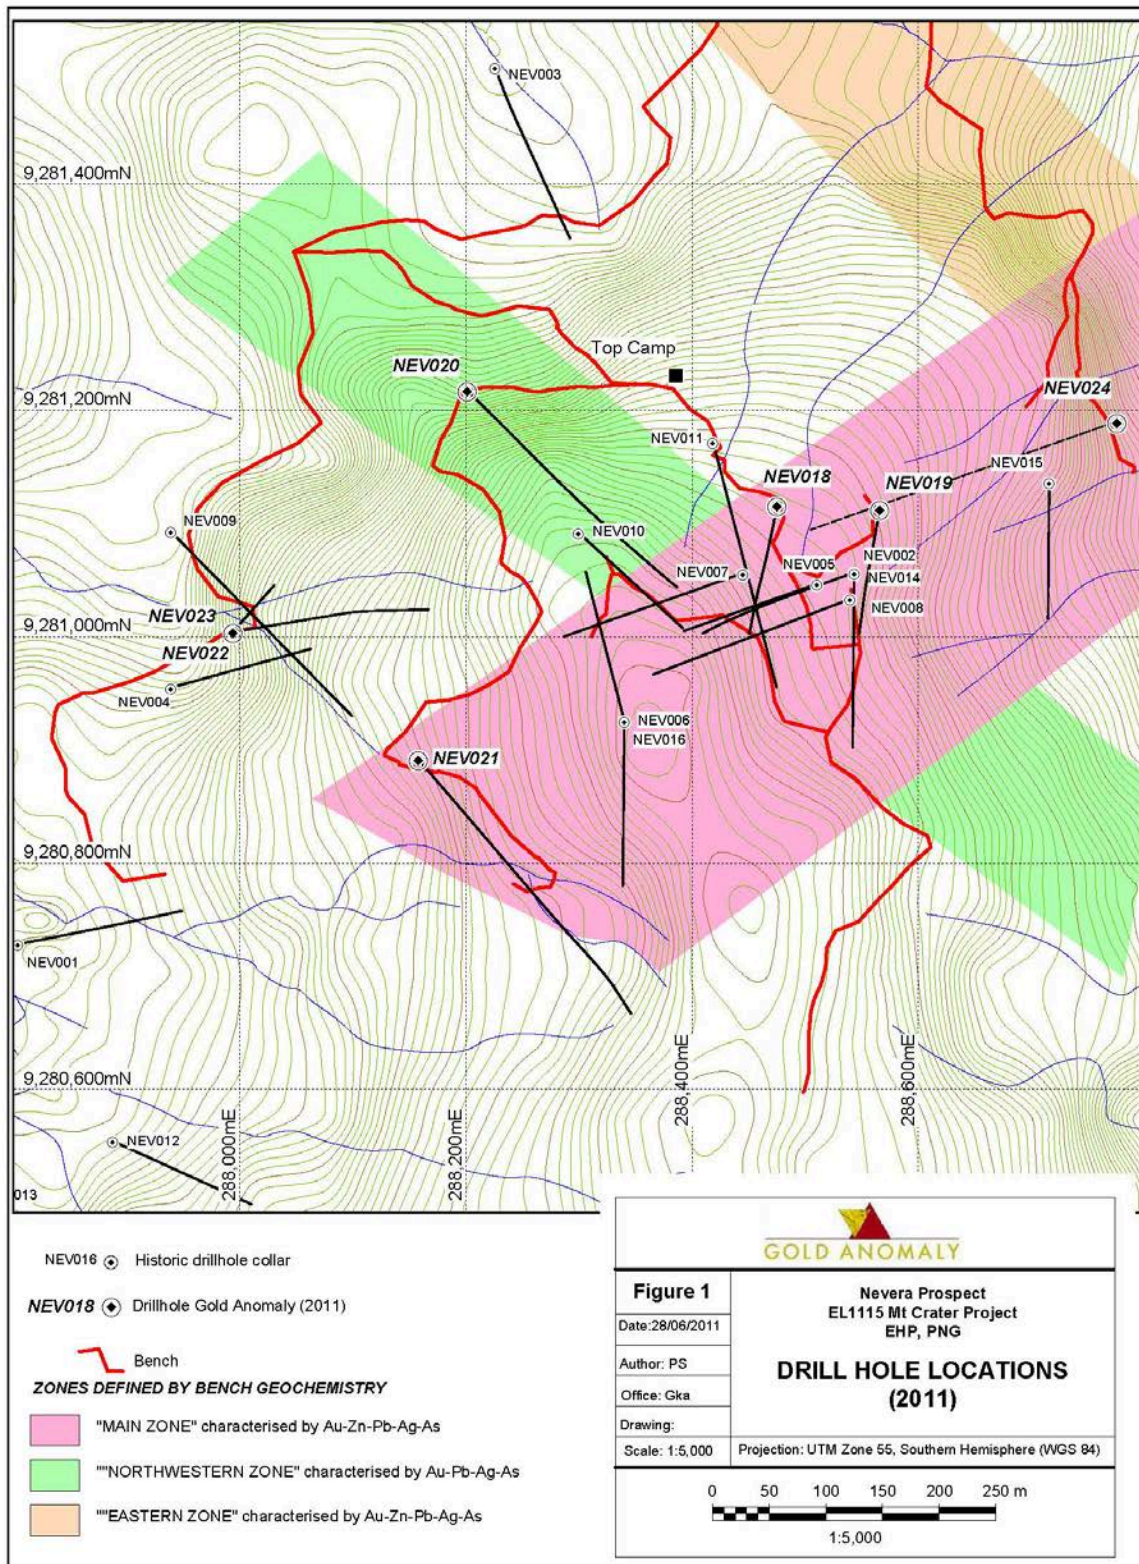 NEV003
9,281,400mN
Top Camp
NEV020
9,281,200mN
NEV024
NEV011
NEV015
NEV018
NEV019
NEV009
NEV010
NEV002
NEV005
NEV007
NEV014
NEV008
NEV023
9,281,000mN
NEV022
NEV004
NEV006
NEV016
NEV021
9,280,800mN
NEV001
9,280,600mN
288,000mE
288,200mE
288,400mE
288,600mE
NEV012
013
NEV016 Historic drillhole collar
NEV018 Drillhole Gold Anomaly (2011)
Bench
ZONES DEFINED BY BENCH GEOCHEMISTRY
"MAIN ZONE" characterised by Au-Zn-Pb-Ag-As
""NORTHWESTERN ZONE" characterised by Au-Pb-Ag-As
""EASTERN ZONE" characterised by Au-Zn-Pb-Ag-As
GOLD ANOMALY
Figure 1
Date:28/06/2011
Author: PS
Office: Gka
Drawing:
Scale: 1:5,000
Nevera Prospect
EL1115 Mt Crater Project
EHP, PNG
DRILL HOLE LOCATIONS
(2011)
Projection: UTM Zone 55, Southern Hemisphere (WGS 84)
0 50 100 150 200 250 m
1:5,000